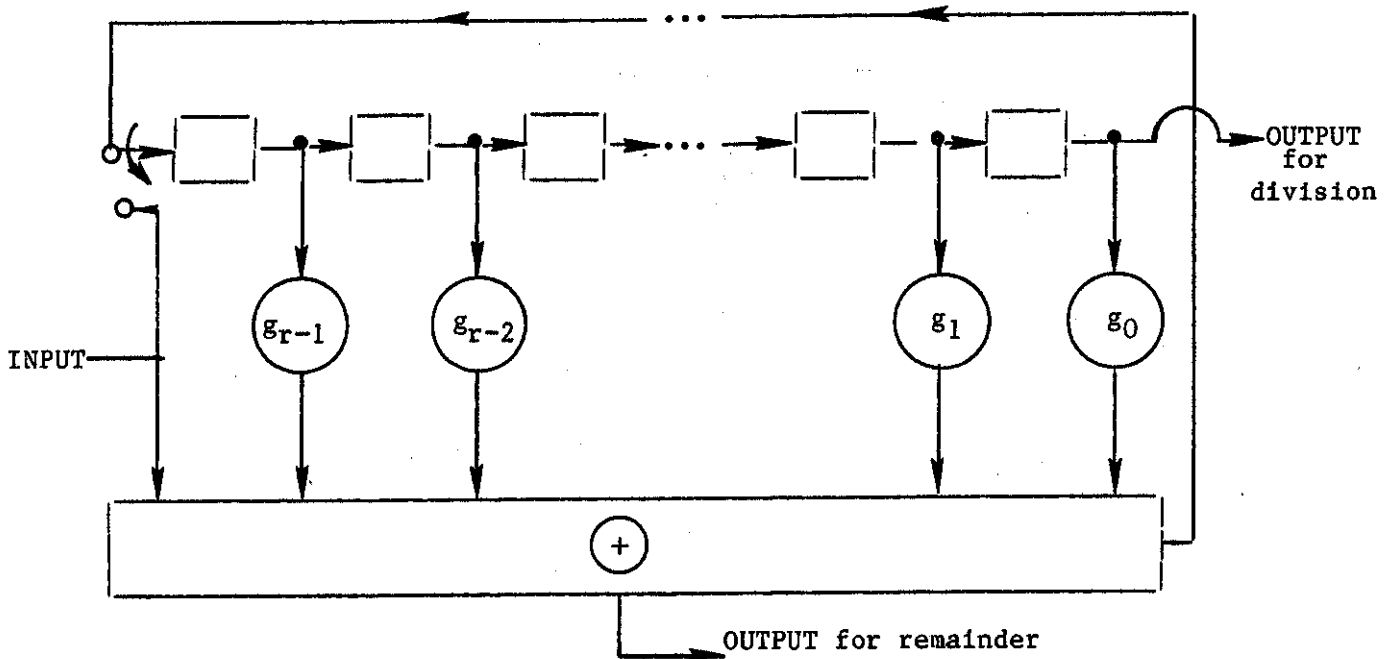 ...
...
OUTPUT
for
division
g_{r-1}
g_{r-2}
g_1
g_0
INPUT
+
OUTPUT for remainder